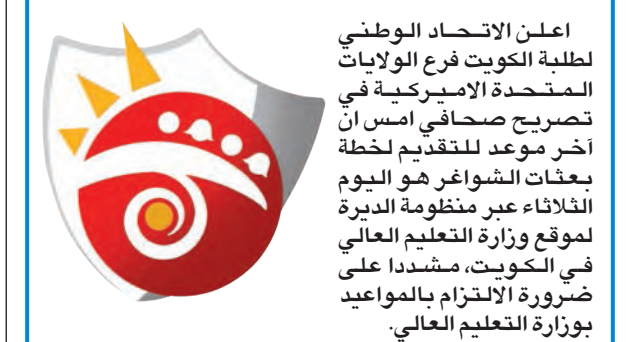 اعلن الاتحاد الوطني
لطلبة الكويت فرع الولايات
المتحدة الاميركية في
تصريح صحافي امس ان
آخر موعد للتقديم لخطة
بعثات الشواغر هو اليوم
الثلاثاء عبر منظومة الديرة
لموقع وزارة التعليم العالي
في الكويت، مشددا على
ضرورة الالتزام بالمواعيد
بوزارة التعليم العالي.